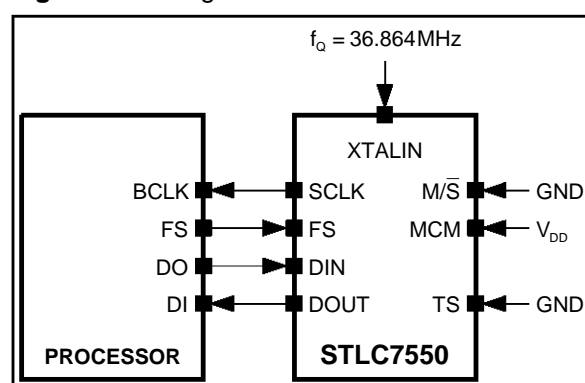 f_Q = 36.864MHz
XTALIN
BCLK SCLK M/S̅ GND
FS FS MCM V_DD
DO DIN
DI DOUT TS GND
PROCESSOR STLC7550